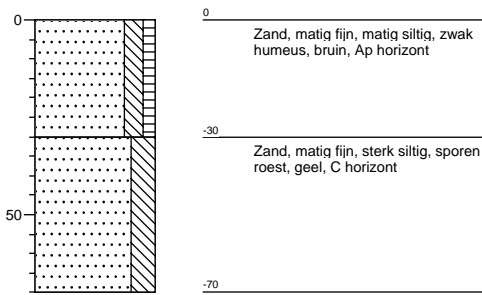 0
0
Zand, matig fijn, matig siltig, zwak
humeus, bruin, Ap horizont
-30
Zand, matig fijn, sterk siltig, sporen
roest, geel, C horizont
50
-70